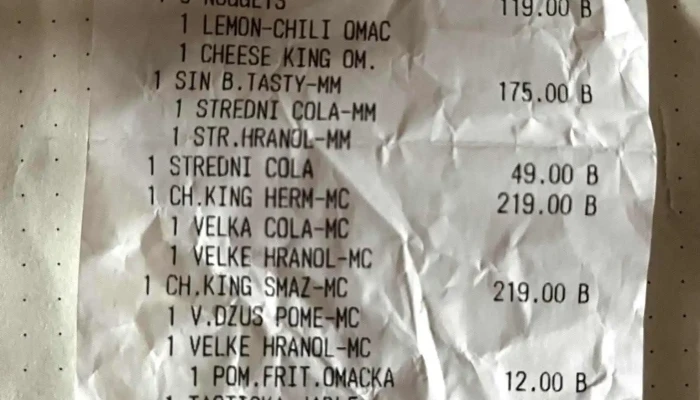 NUGGETS 119.00 B
1 LEMON-CHILI OMAC
1 CHEESE KING OM.
1 SIN B.TASTY-MM 175.00 B
1 STREDNI COLA-MM
1 STR.HRANOL-MM
1 STREDNI COLA 49.00 B
1 CH.KING HERM-MC 219.00 B
1 VELKA COLA-MC
1 VELKE HRANOL-MC
1 CH.KING SMAZ-MC 219.00 B
1 V.DZUS POME-MC
1 VELKE HRANOL-MC
1 POM.FRIT.OMACKA 12.00 B